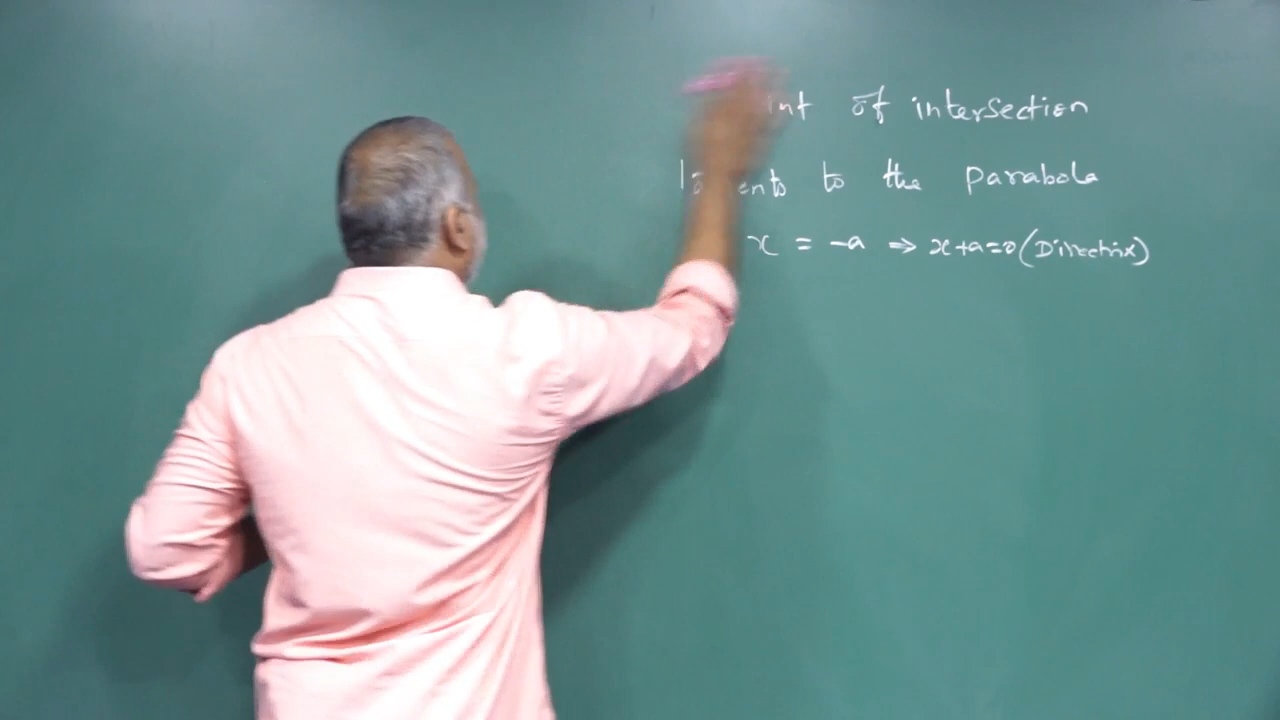 of intersection
to the parabola
x = -a ⇒ x+a=0 (Directrix)